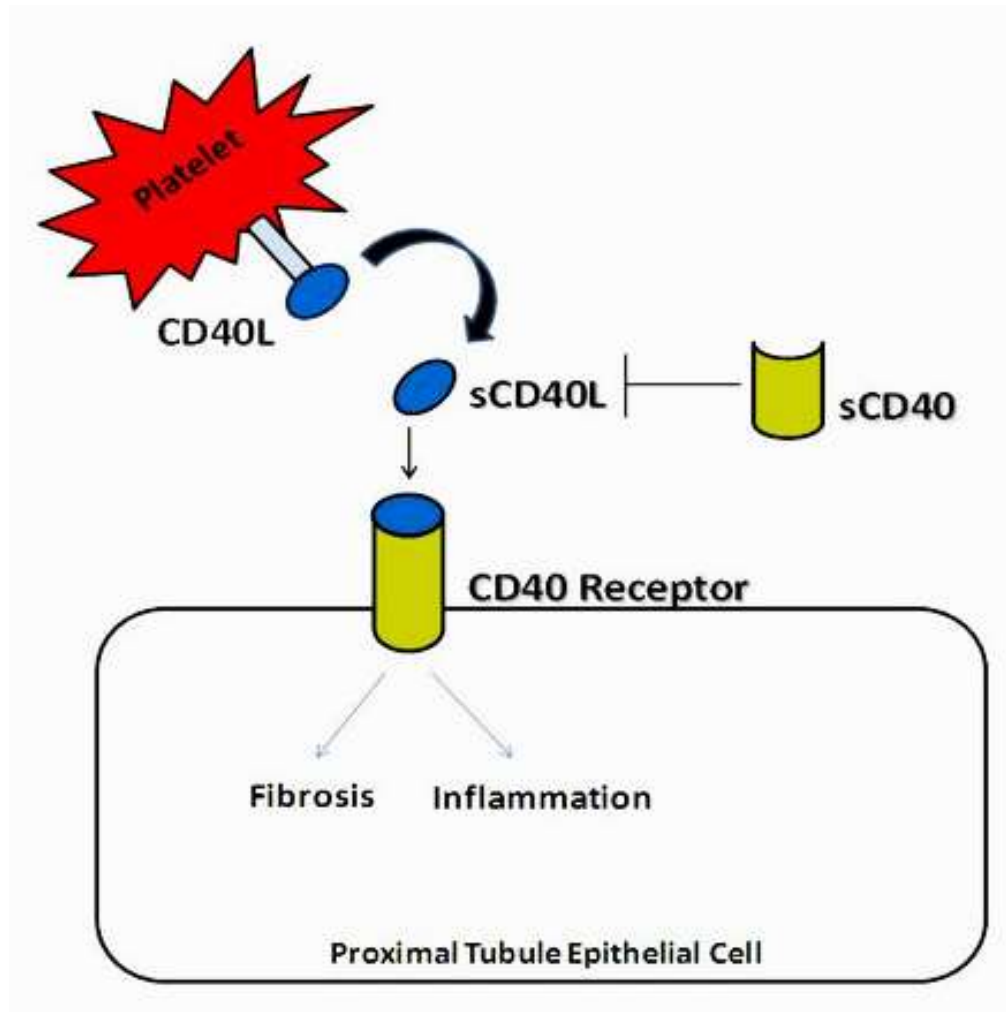 Platelet
CD40L
sCD40L
sCD40
CD40 Receptor
Fibrosis
Inflammation
Proximal Tubule Epithelial Cell